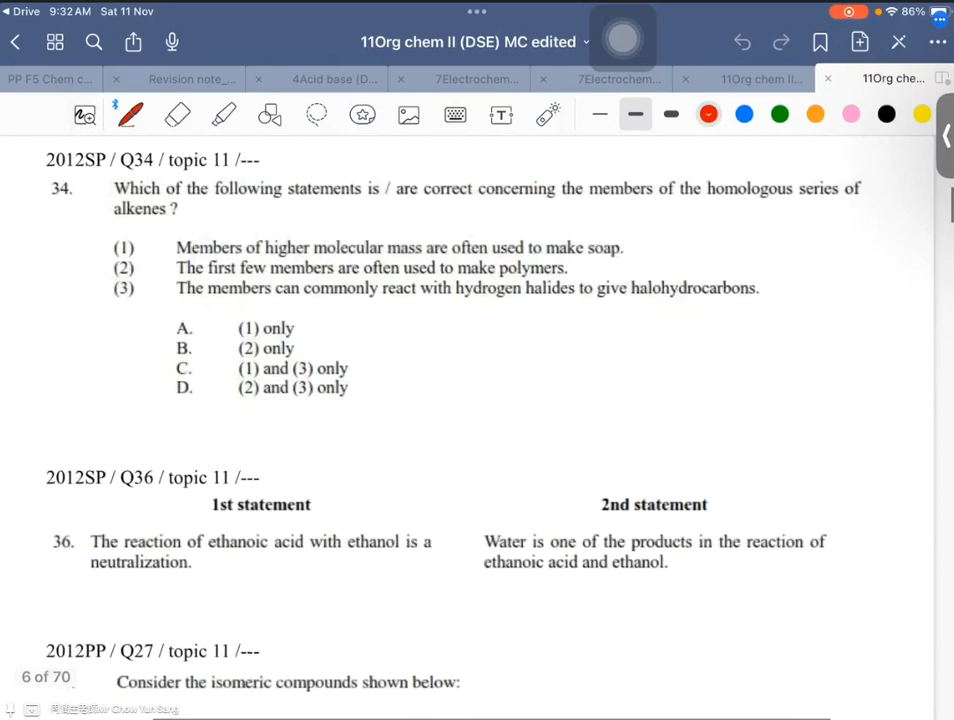 Drive 9:32 AM Sat 11 Nov
86%
11Org chem II (DSE) MC edited
PP F5 Chem c...
Revision note_...
4Acid base (D...
7Electrochem...
7Electrochem...
11Org chem II...
11Org che...
2012SP / Q34 / topic 11 /---
34. Which of the following statements is / are correct concerning the members of the homologous series of
alkenes ?
(1) Members of higher molecular mass are often used to make soap.
(2) The first few members are often used to make polymers.
(3) The members can commonly react with hydrogen halides to give halohydrocarbons.
A. (1) only
B. (2) only
C. (1) and (3) only
D. (2) and (3) only
2012SP / Q36 / topic 11 /---
1st statement 2nd statement
36. The reaction of ethanoic acid with ethanol is a Water is one of the products in the reaction of
neutralization. ethanoic acid and ethanol.
2012PP / Q27 / topic 11 /---
6 of 70
Consider the isomeric compounds shown below:
Mr Chow Yun Sang